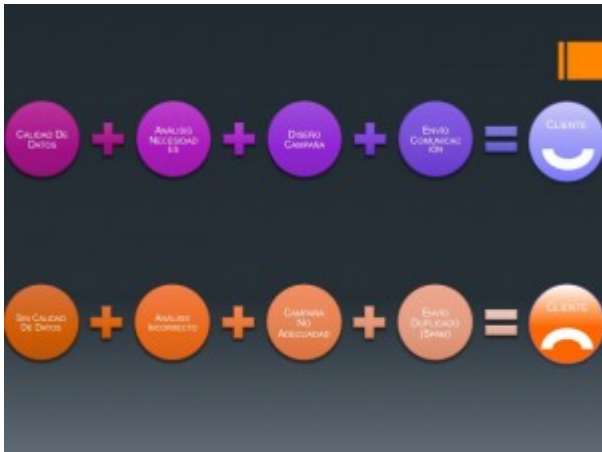 CALIDAD DE
DATOS
ANÁLISIS
NECESIDAD
ES
DISEÑO
CAMPAÑA
ENVÍO
COMUNICAC
IÓN
CLIENTE
SIN CALIDAD
DE DATOS
ANÁLISIS
INCORRECTO
CAMPAÑA
NO
ADECUADAD
ENVÍO
DUPLICADO
(SPAM)
CLIENTE